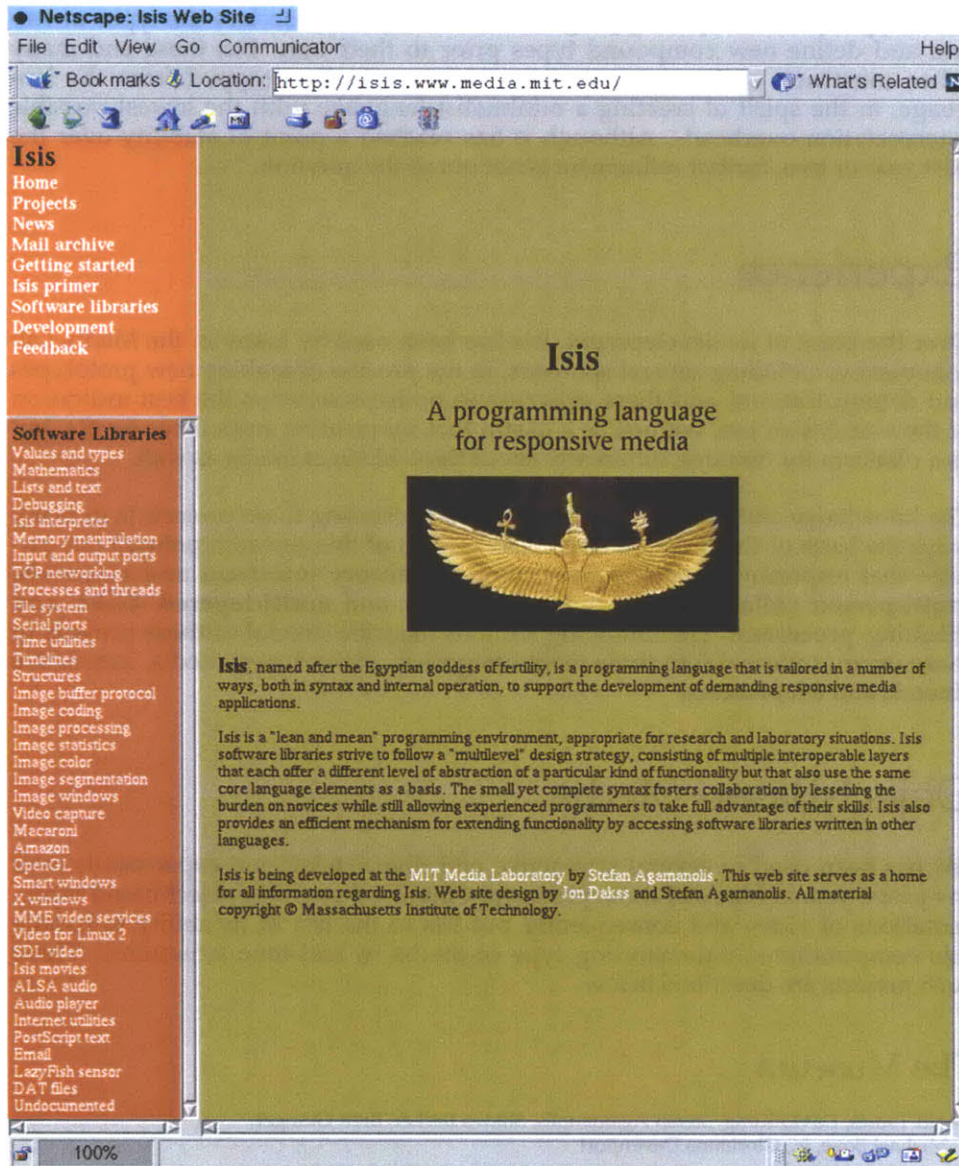 Netscape: Isis Web Site
File Edit View Go Communicator Help
Bookmarks Location: http://isis.www.media.mit.edu/ What's Related N
Isis
Home
Projects
News
Mail archive
Getting started
Isis primer
Software libraries
Development
Feedback
Software Libraries
Values and types
Mathematics
Lists and text
Debugging
Isis interpreter
Memory manipulation
Input and output ports
TCP networking
Processes and threads
File system
Serial ports
Time utilities
Timelines
Structures
Image buffer protocol
Image coding
Image processing
Image statistics
Image color
Image segmentation
Image windows
Video capture
Macaroni
Amazon
OpenGL
Smart windows
X windows
MME video services
Video for Linux 2
SDL video
Isis movies
ALSA audio
Audio player
Internet utilities
PostScript text
Email
LazyFish sensor
DAT files
Undocumented
Isis
A programming language
for responsive media
Isis, named after the Egyptian goddess of fertility, is a programming language that is tailored in a number of
ways, both in syntax and internal operation, to support the development of demanding responsive media
applications.
Isis is a "lean and mean" programming environment, appropriate for research and laboratory situations. Isis
software libraries strive to follow a "multilevel" design strategy, consisting of multiple interoperable layers
that each offer a different level of abstraction of a particular kind of functionality but that also use the same
core language elements as a basis. The small yet complete syntax fosters collaboration by lessening the
burden on novices while still allowing experienced programmers to take full advantage of their skills. Isis also
provides an efficient mechanism for extending functionality by accessing software libraries written in other
languages.
Isis is being developed at the MIT Media Laboratory by Stefan Agamanolis. This web site serves as a home
for all information regarding Isis. Web site design by Jon Dakss and Stefan Agamanolis. All material
copyright © Massachusetts Institute of Technology.
100%